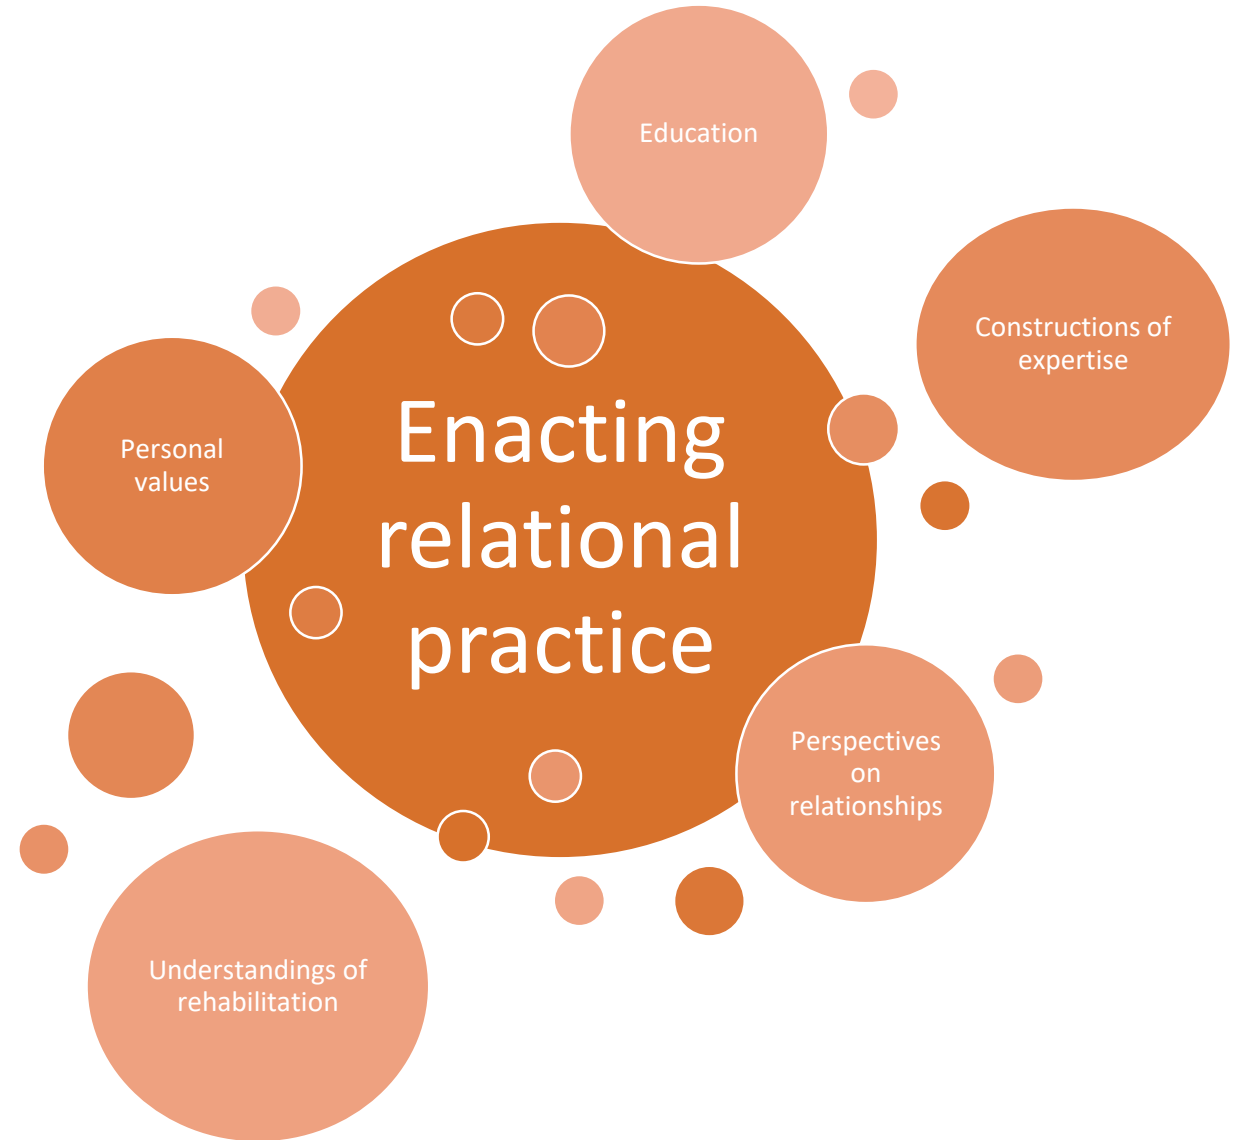 Education
Constructions of
expertise
Personal
values
Enacting
relational
practice
Perspectives
on
relationships
Understandings of
rehabilitation